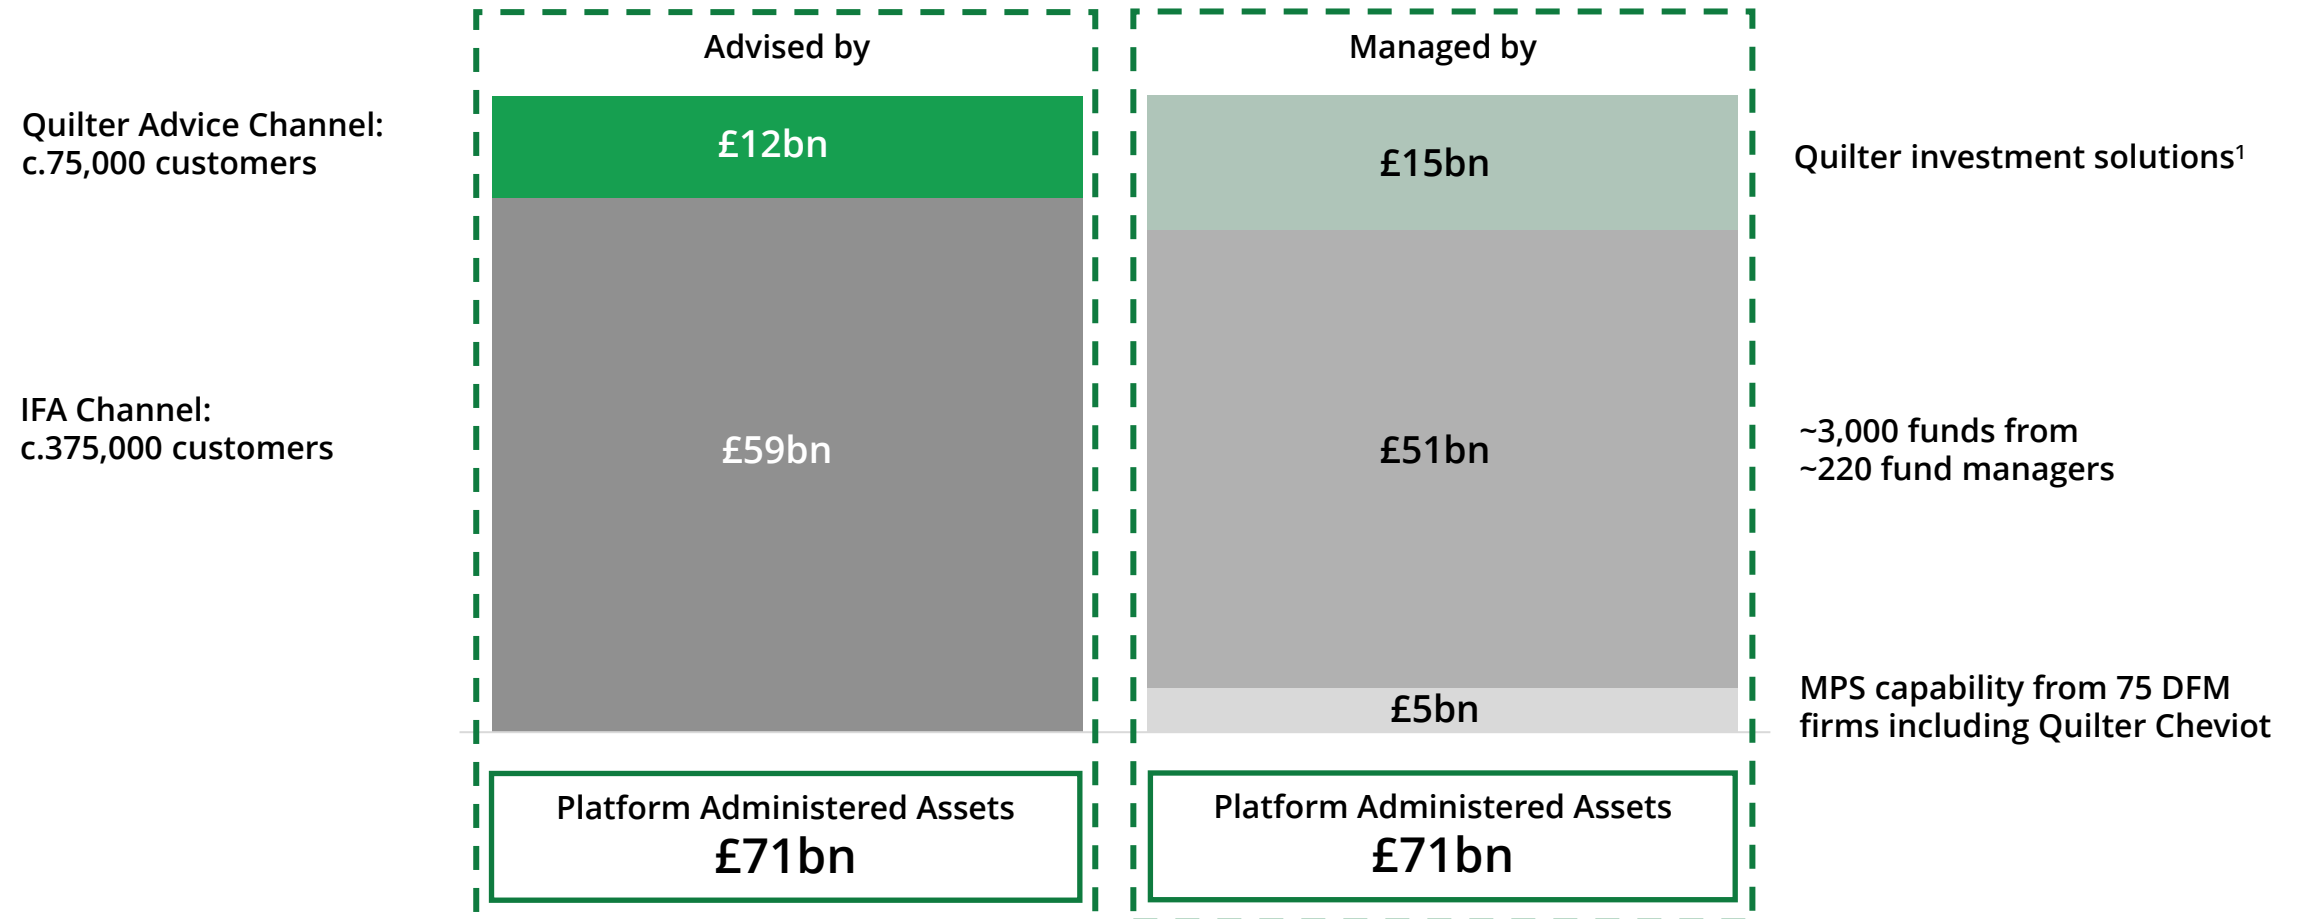 Advised by
Managed by
Quilter Advice Channel:
c.75,000 customers
£12bn
£15bn
Quilter investment solutions¹
IFA Channel:
c.375,000 customers
£59bn
£51bn
~3,000 funds from
~220 fund managers
£5bn
MPS capability from 75 DFM
firms including Quilter Cheviot
Platform Administered Assets
£71bn
Platform Administered Assets
£71bn